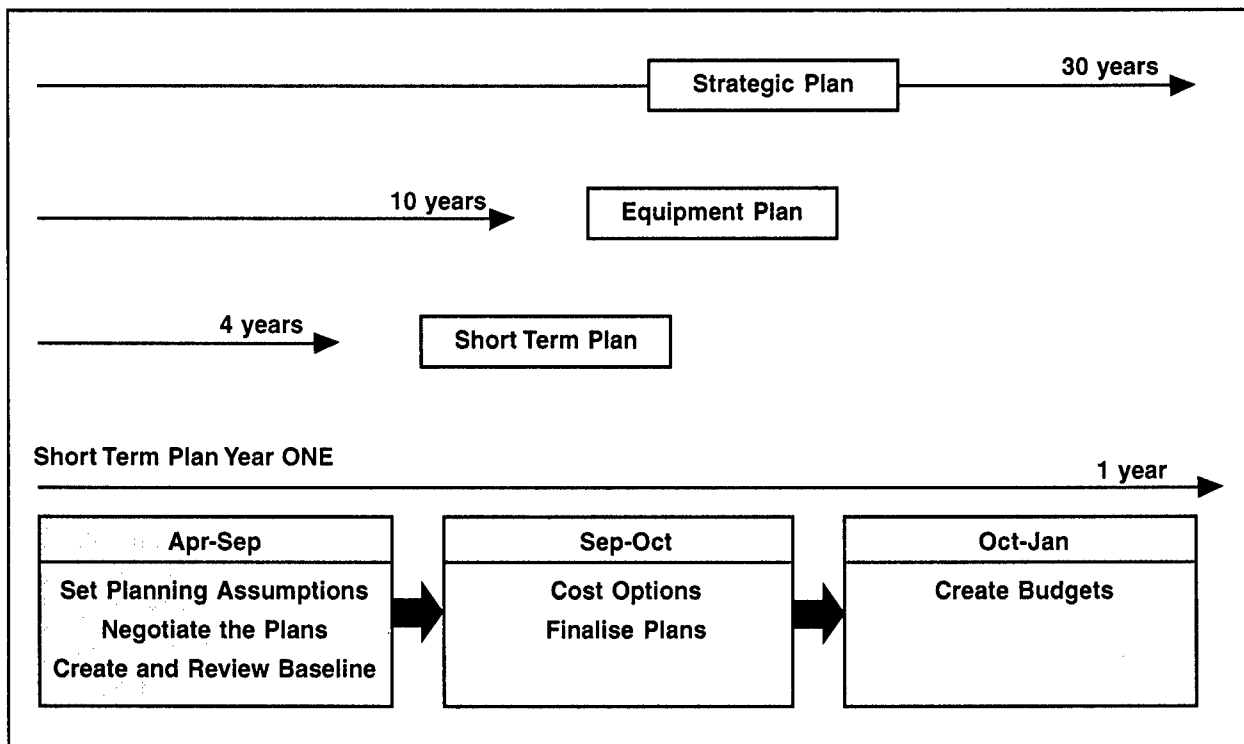 30 years
Strategic Plan
10 years
Equipment Plan
4 years
Short Term Plan
Short Term Plan Year ONE
1 year
Apr-Sep
Set Planning Assumptions
Negotiate the Plans
Create and Review Baseline
Sep-Oct
Cost Options
Finalise Plans
Oct-Jan
Create Budgets